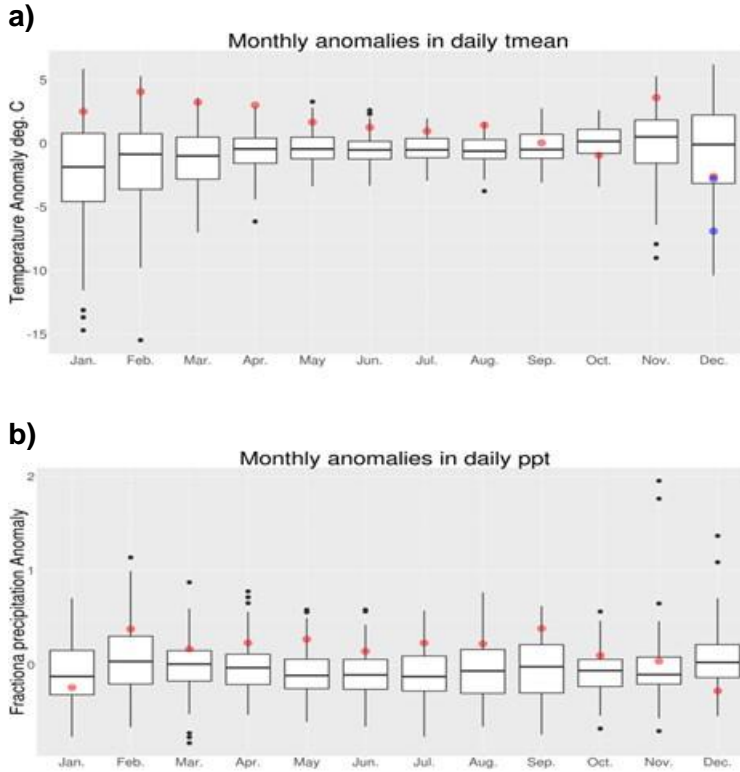 a)
Monthly anomalies in daily tmean
Temperature Anomaly deg. C
5
0
-5
-10
-15
Jan. Feb. Mar. Apr. May Jun. Jul. Aug. Sep. Oct. Nov. Dec.
b)
Monthly anomalies in daily ppt
Fractiona precipitation Anomaly
2
1
0
Jan. Feb. Mar. Apr. May Jun. Jul. Aug. Sep. Oct. Nov. Dec.